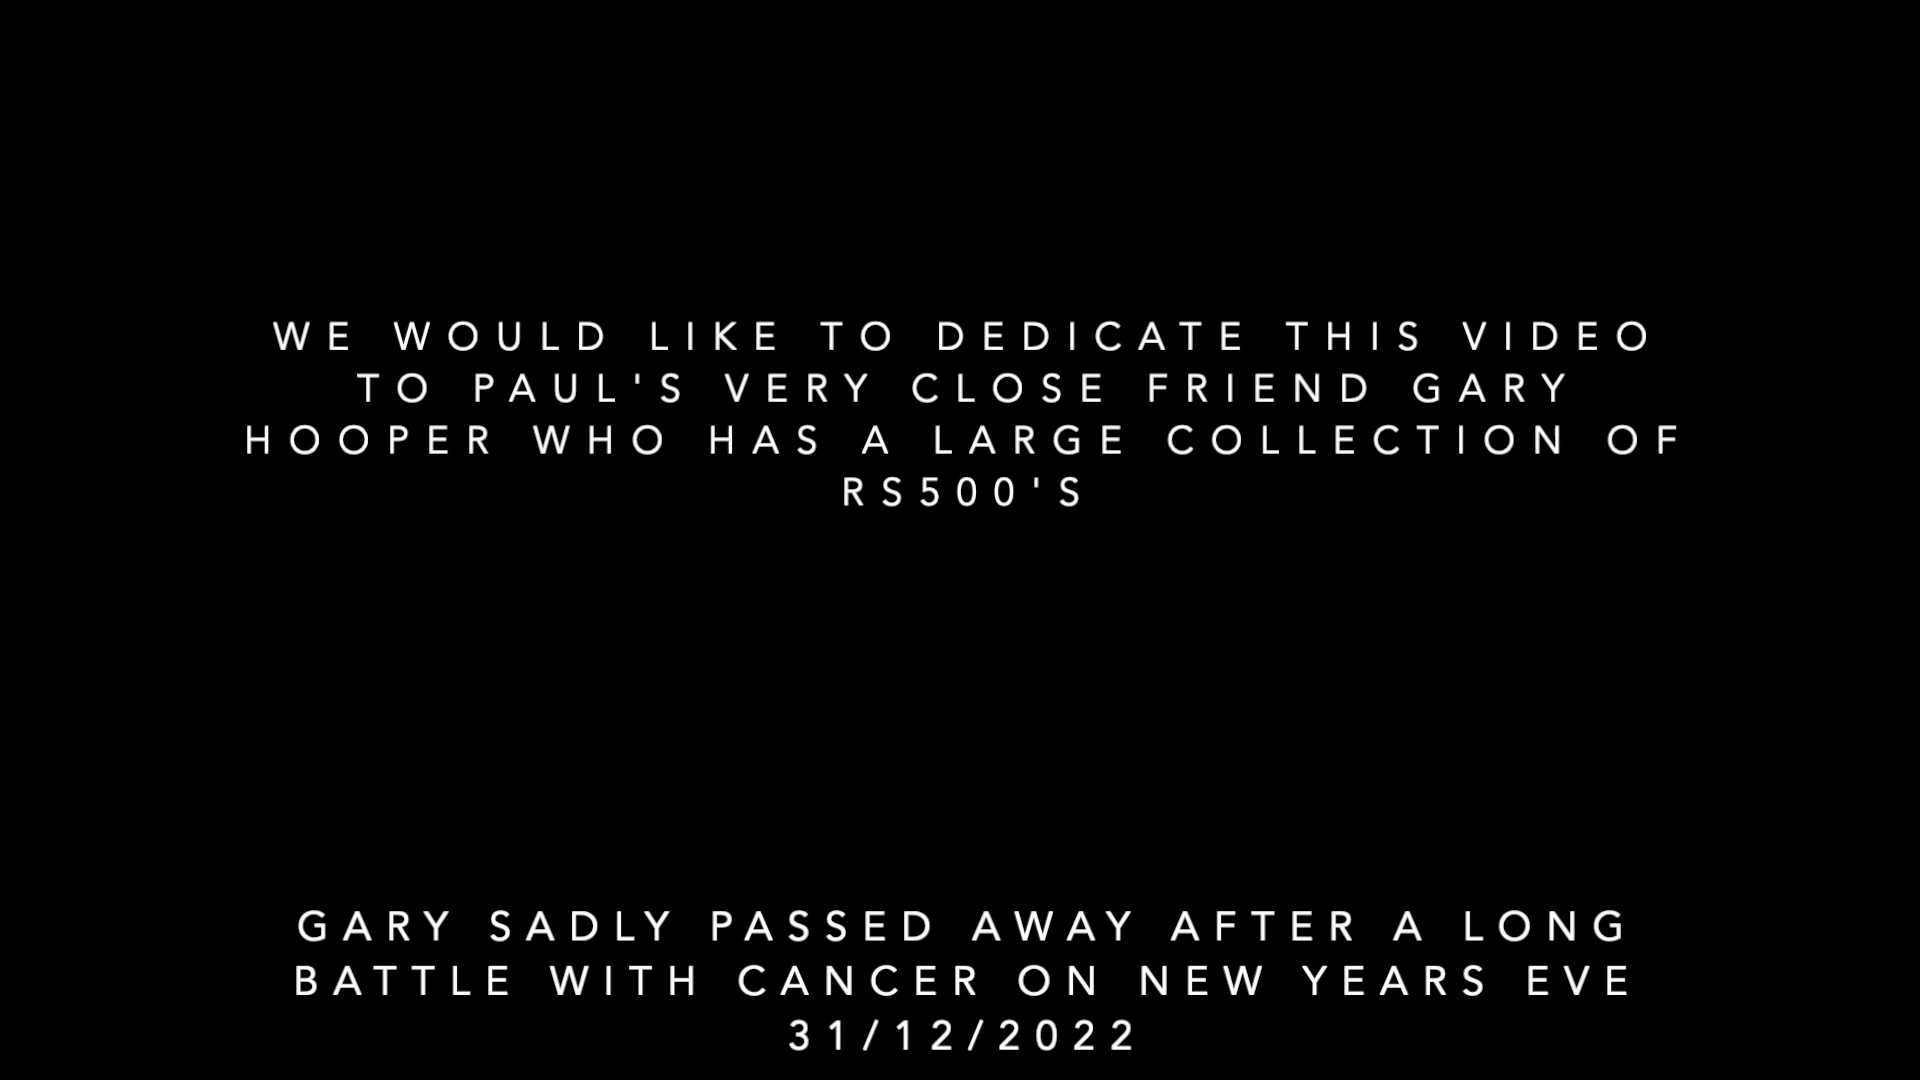 WE WOULD LIKE TO DEDICATE THIS VIDEO
TO PAUL'S VERY CLOSE FRIEND GARY
HOOPER WHO HAS A LARGE COLLECTION OF
RS500'S
GARY SADLY PASSED AWAY AFTER A LONG
BATTLE WITH CANCER ON NEW YEARS EVE
31/12/2022